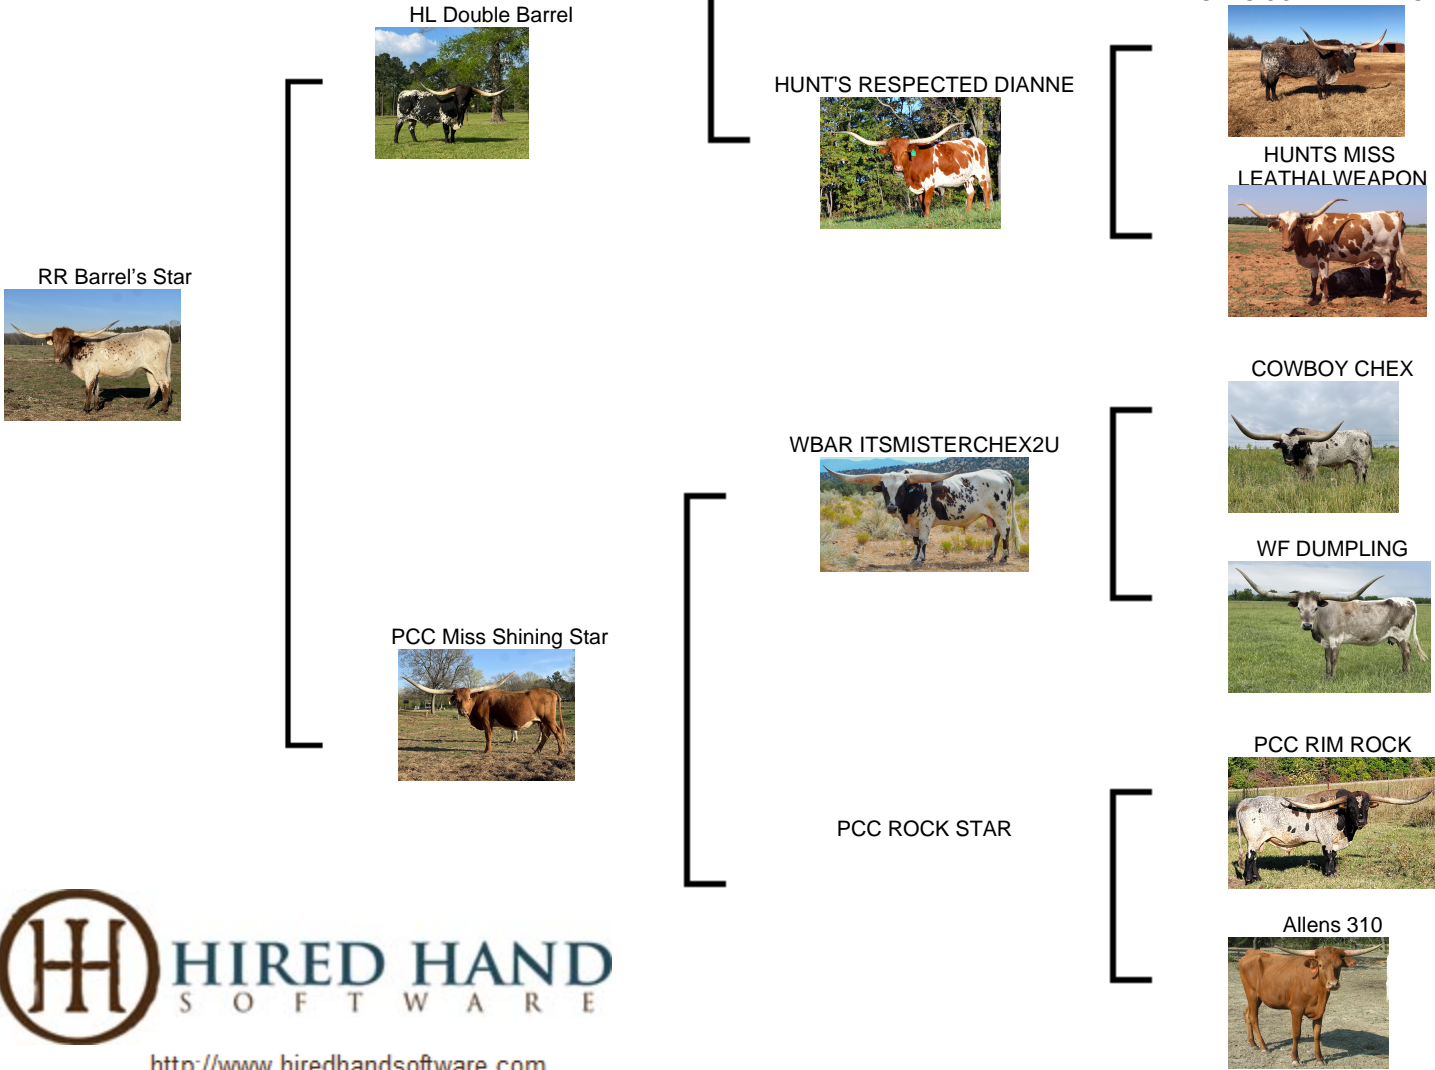 HL Double Barrel
HUNT'S RESPECTED DIANNE
HUNTS MISS
LEATHALWEAPON
RR Barrel's Star
COWBOY CHEX
WBAR ITSMISTERCHEX2U
WF DUMPLING
PCC Miss Shining Star
PCC RIM ROCK
PCC ROCK STAR
Allens 310
HIRED HAND
SOFTWARE
http://www.hiredhandsoftware.com